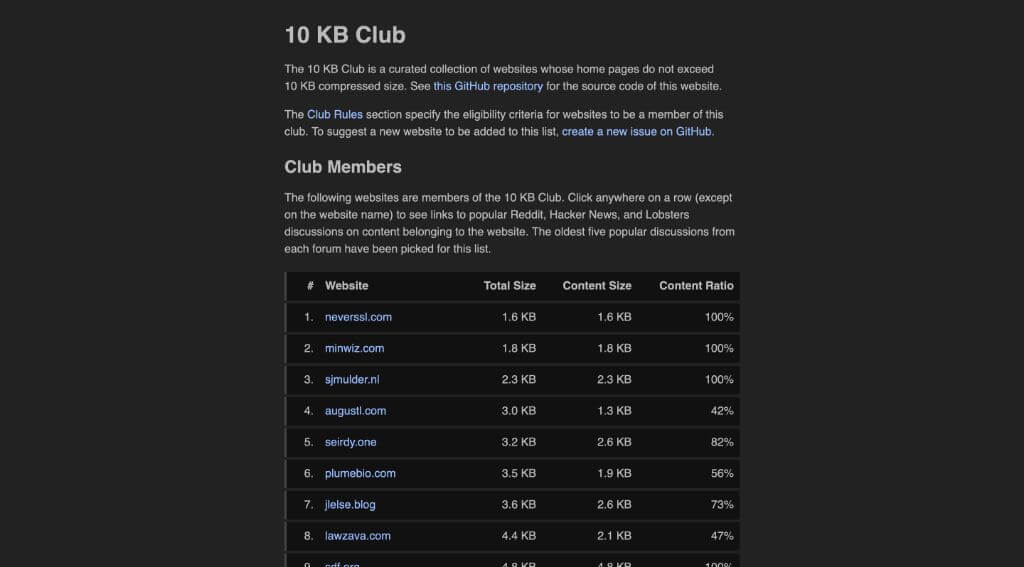 10 KB Club
The 10 KB Club is a curated collection of websites whose home pages do not exceed
10 KB compressed size. See this GitHub repository for the source code of this website.
The Club Rules section specify the eligibility criteria for websites to be a member of this
club. To suggest a new website to be added to this list, create a new issue on GitHub.
Club Members
The following websites are members of the 10 KB Club. Click anywhere on a row (except
on the website name) to see links to popular Reddit, Hacker News, and Lobsters
discussions on content belonging to the website. The oldest five popular discussions from
each forum have been picked for this list.
# Website Total Size Content Size Content Ratio
1. neverssl.com 1.6 KB 1.6 KB 100%
2. minwiz.com 1.8 KB 1.8 KB 100%
3. sjmulder.nl 2.3 KB 2.3 KB 100%
4. augustl.com 3.0 KB 1.3 KB 42%
5. seirdy.one 3.2 KB 2.6 KB 82%
6. plumebio.com 3.5 KB 1.9 KB 56%
7. jlelse.blog 3.6 KB 2.6 KB 73%
8. lawzava.com 4.4 KB 2.1 KB 47%
9. sdf.org 4.8 KB 4.8 KB 100%